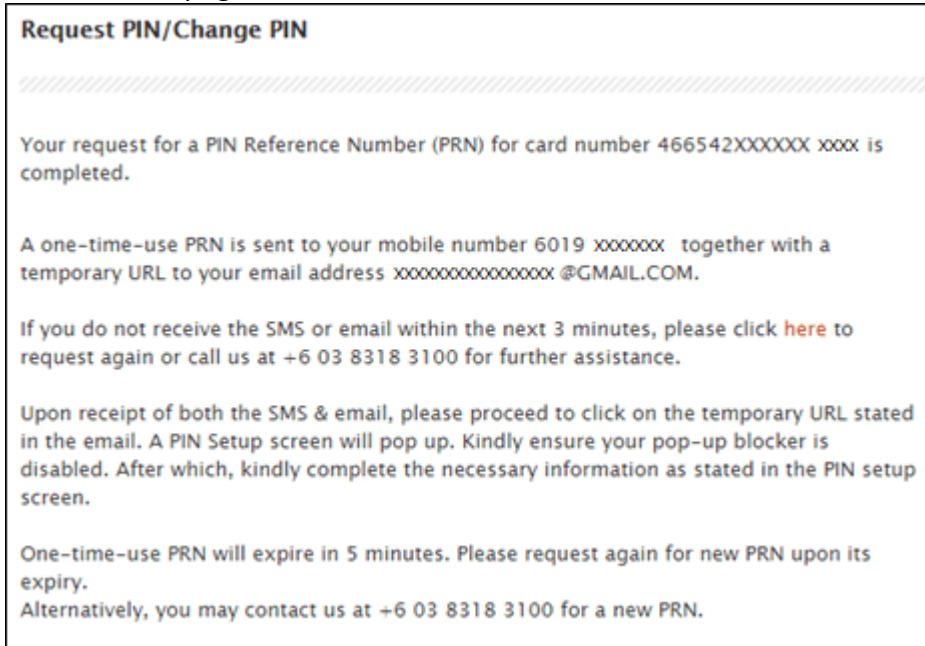 Request PIN/Change PIN
Your request for a PIN Reference Number (PRN) for card number 466542XXXXXX xxxx is
completed.
A one-time-use PRN is sent to your mobile number 6019 xxxxxxx together with a
temporary URL to your email address xxxxxxxxxxxxxxxx @GMAIL.COM.
If you do not receive the SMS or email within the next 3 minutes, please click here to
request again or call us at +6 03 8318 3100 for further assistance.
Upon receipt of both the SMS & email, please proceed to click on the temporary URL stated
in the email. A PIN Setup screen will pop up. Kindly ensure your pop-up blocker is
disabled. After which, kindly complete the necessary information as stated in the PIN setup
screen.
One-time-use PRN will expire in 5 minutes. Please request again for new PRN upon its
expiry.
Alternatively, you may contact us at +6 03 8318 3100 for a new PRN.